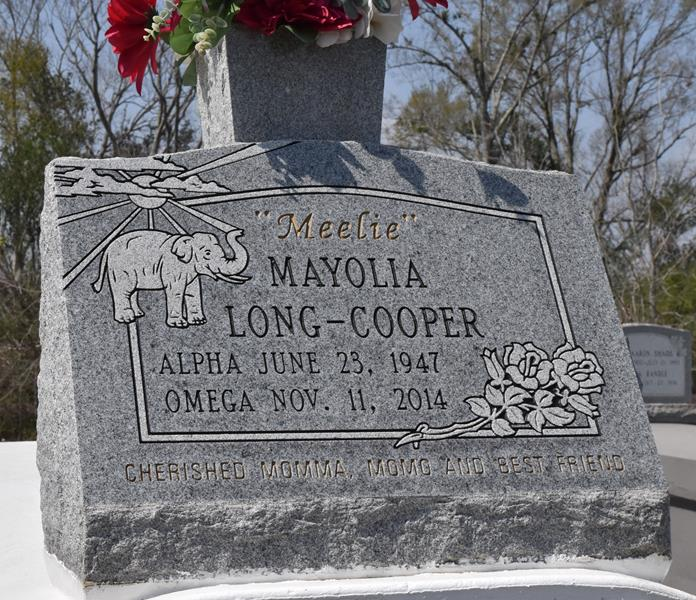 "Meelie"
MAYOLIA
LONG-COOPER
ALPHA JUNE 23, 1947
OMEGA NOV. 11, 2014
CHERISHED MOMMA, MOMO AND BEST FRIEND